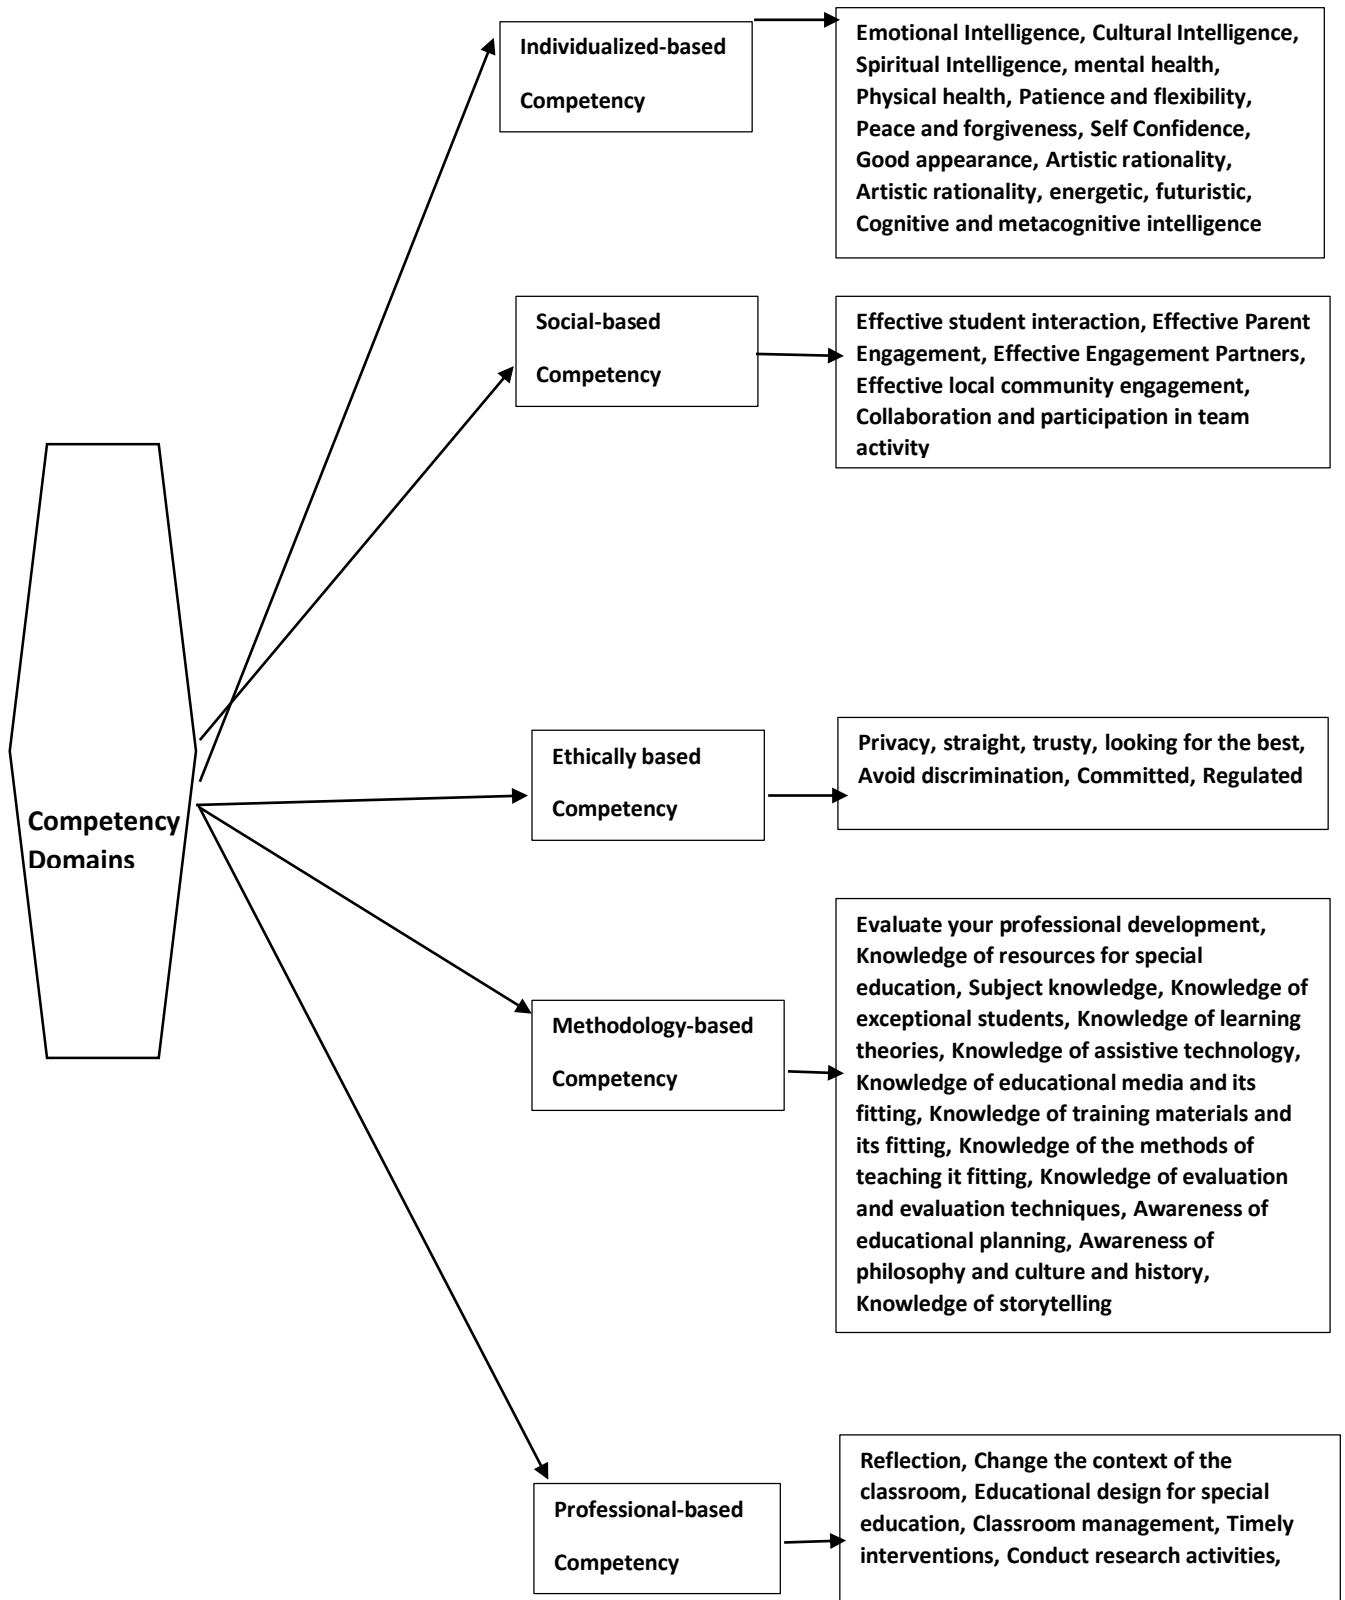 Individualized-based
Competency
Emotional Intelligence, Cultural Intelligence,
Spiritual Intelligence, mental health,
Physical health, Patience and flexibility,
Peace and forgiveness, Self Confidence,
Good appearance, Artistic rationality,
Artistic rationality, energetic, futuristic,
Cognitive and metacognitive intelligence
Social-based
Competency
Effective student interaction, Effective Parent
Engagement, Effective Engagement Partners,
Effective local community engagement,
Collaboration and participation in team
activity
Competency
Domains
Ethically based
Competency
Privacy, straight, trusty, looking for the best,
Avoid discrimination, Committed, Regulated
Methodology-based
Competency
Evaluate your professional development,
Knowledge of resources for special
education, Subject knowledge, Knowledge of
exceptional students, Knowledge of learning
theories, Knowledge of assistive technology,
Knowledge of educational media and its
fitting, Knowledge of training materials and
its fitting, Knowledge of the methods of
teaching it fitting, Knowledge of evaluation
and evaluation techniques, Awareness of
educational planning, Awareness of
philosophy and culture and history,
Knowledge of storytelling
Professional-based
Competency
Reflection, Change the context of the
classroom, Educational design for special
education, Classroom management, Timely
interventions, Conduct research activities,